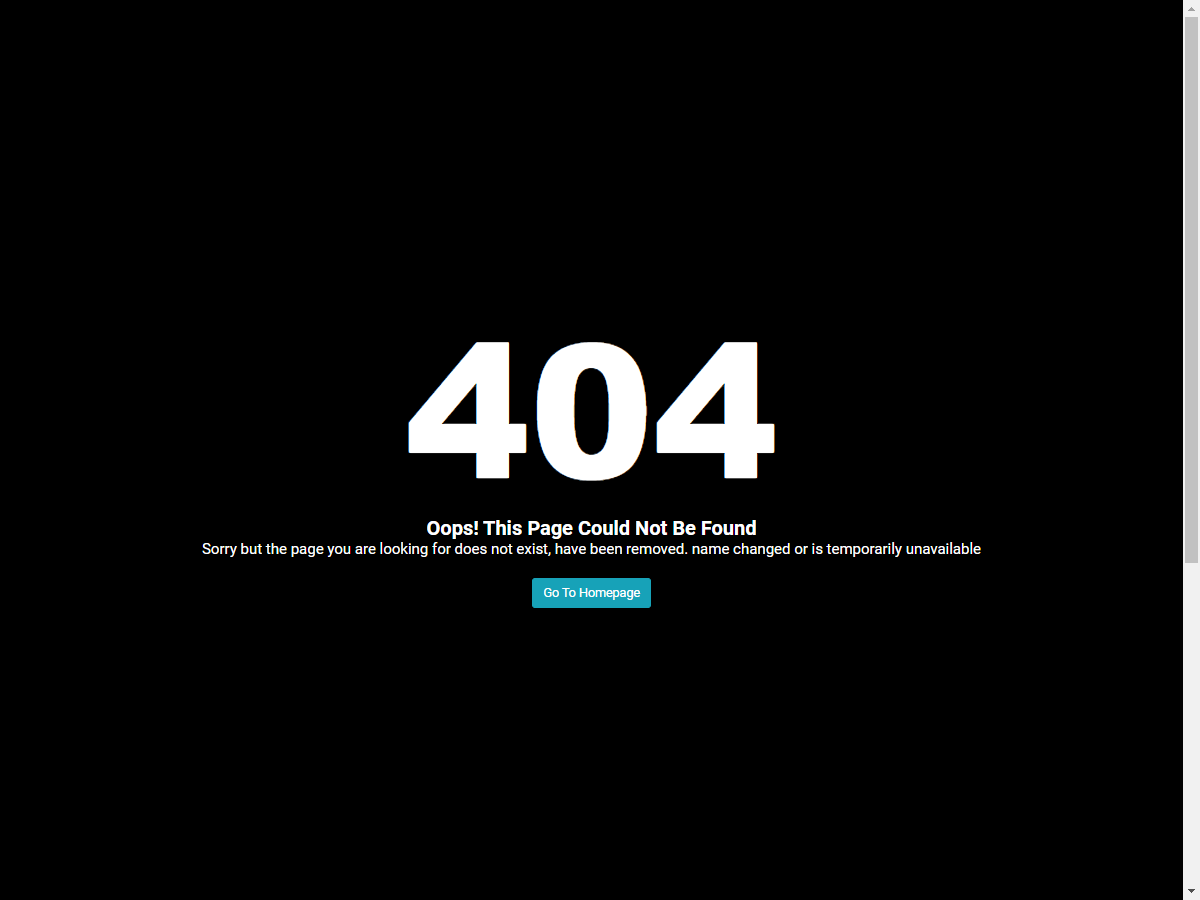 404
Oops! This Page Could Not Be Found
Sorry but the page you are looking for does not exist, have been removed. name changed or is temporarily unavailable
Go To Homepage